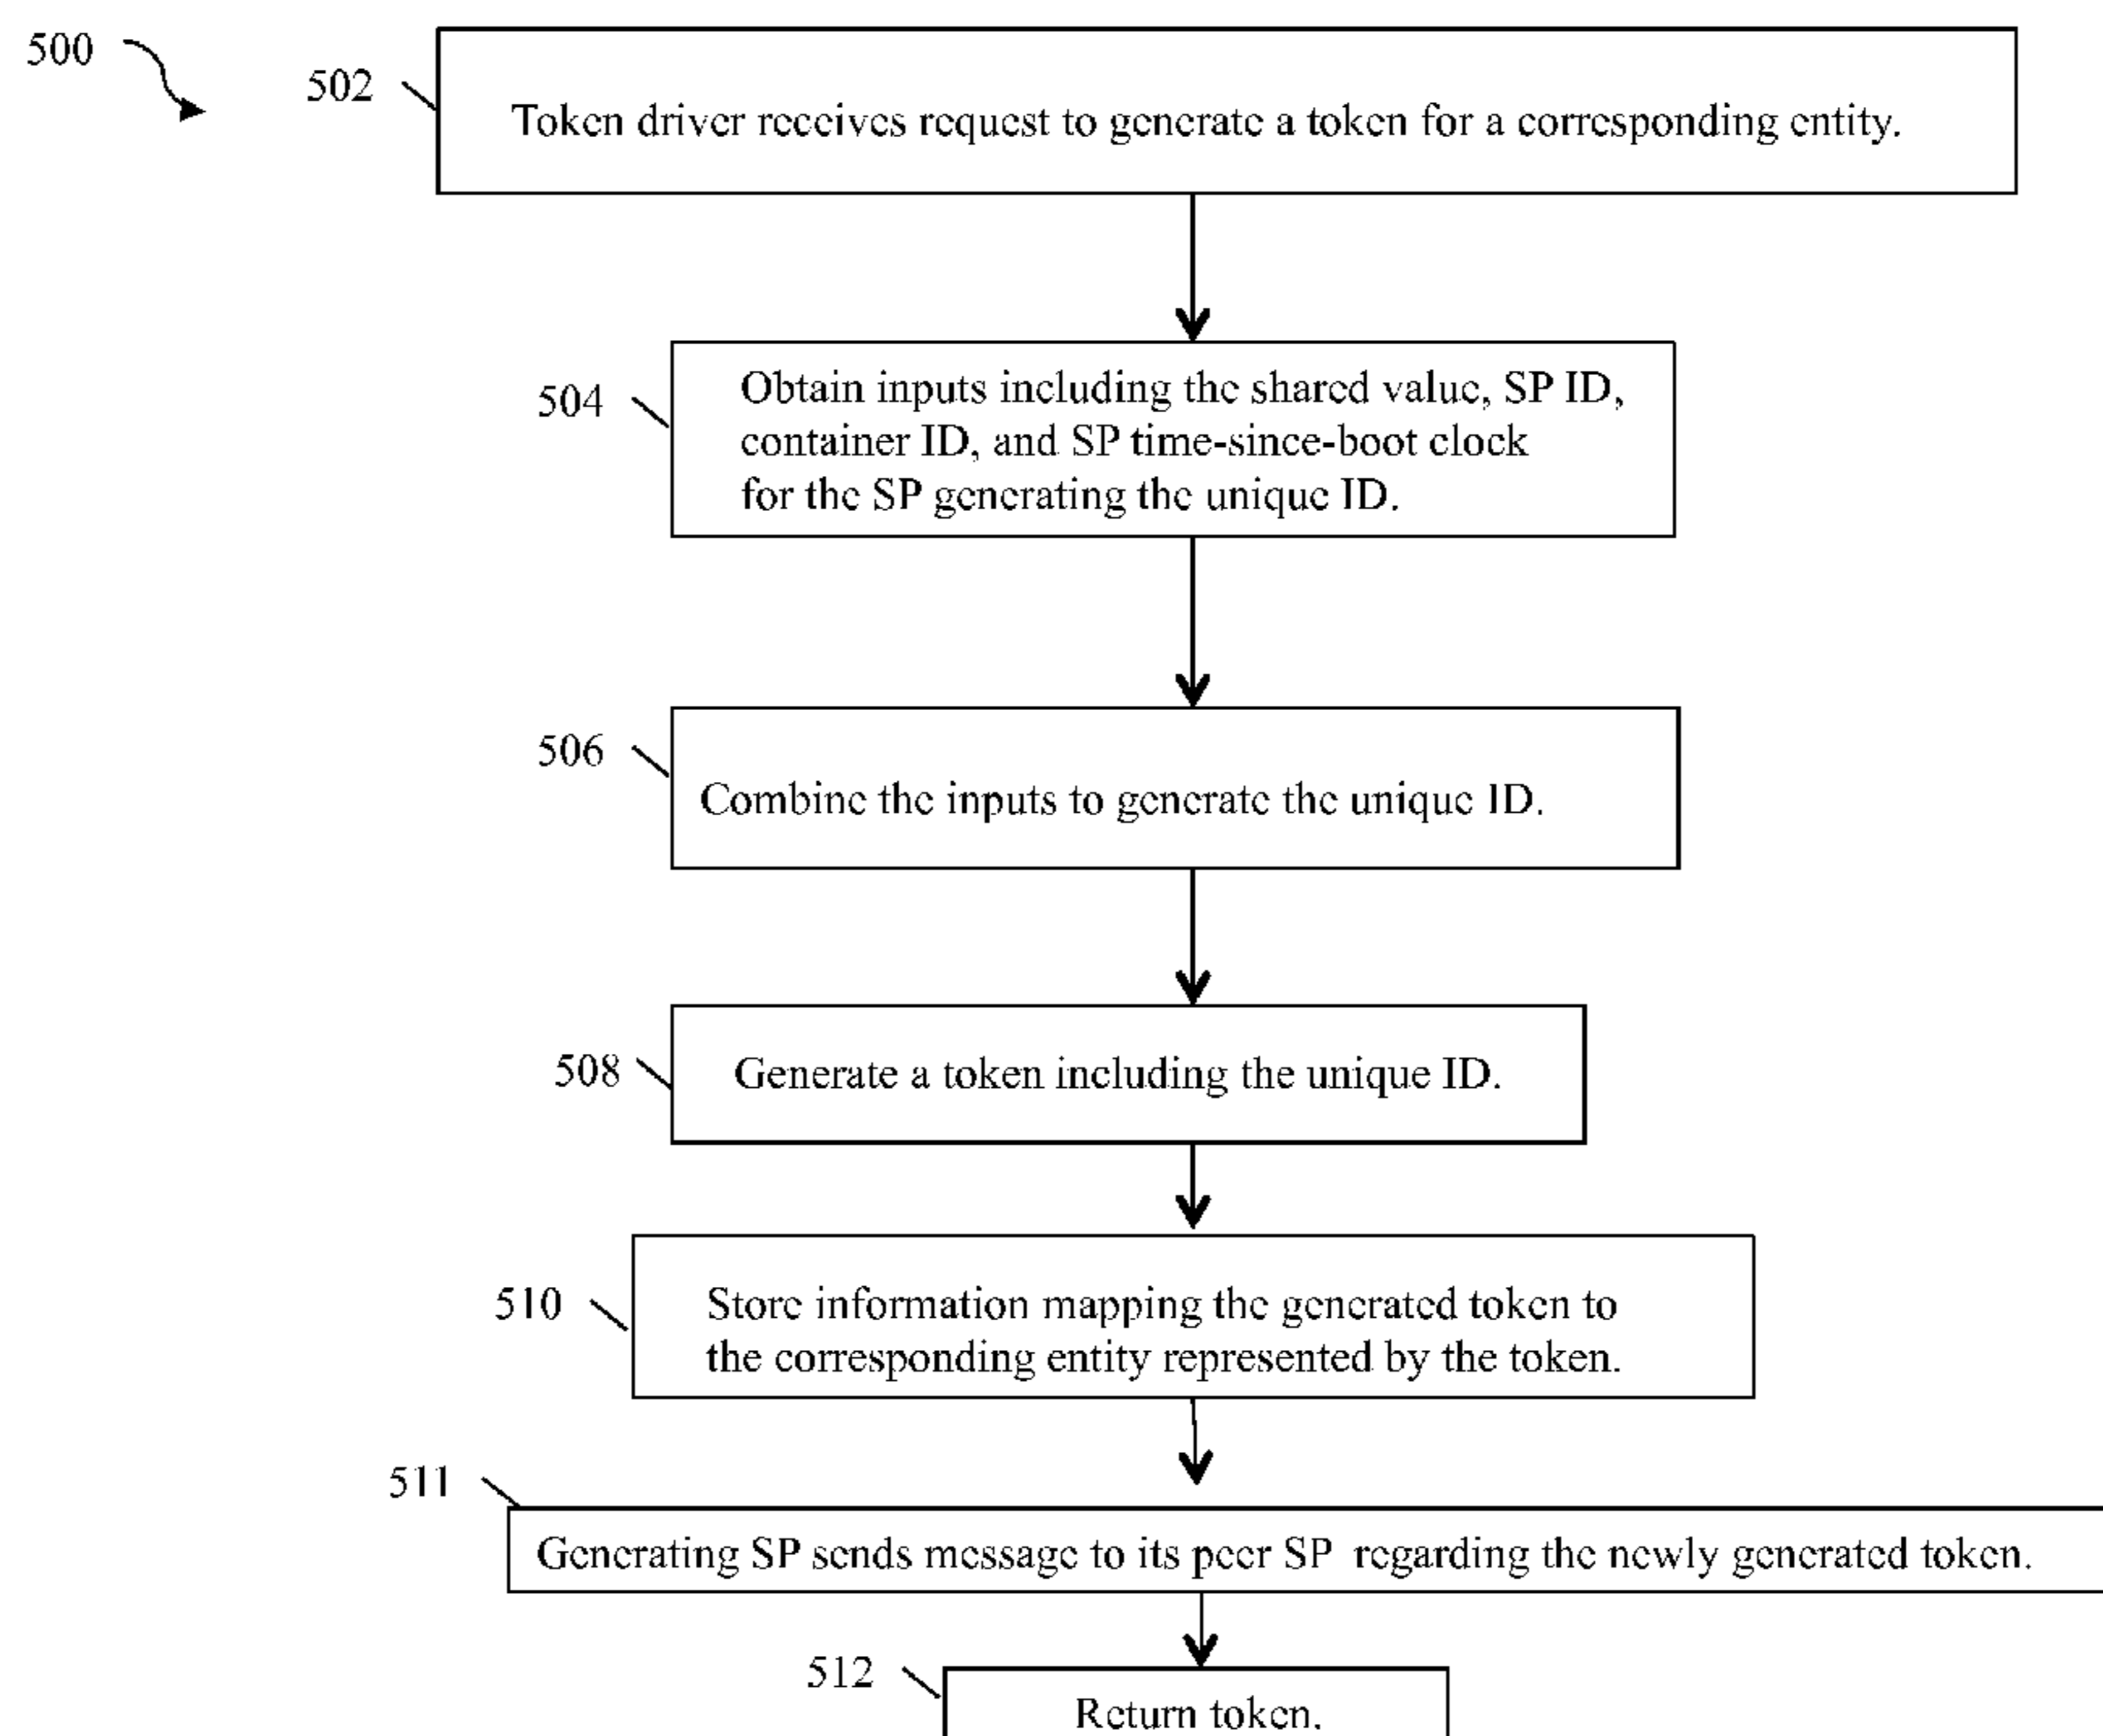 500
502
Token driver receives request to generate a token for a corresponding entity.
504
Obtain inputs including the shared value, SP ID,
container ID, and SP time-since-boot clock
for the SP generating the unique ID.
506
Combine the inputs to generate the unique ID.
508
Generate a token including the unique ID.
510
Store information mapping the generated token to
the corresponding entity represented by the token.
511
Generating SP sends message to its peer SP regarding the newly generated token.
512
Return token.